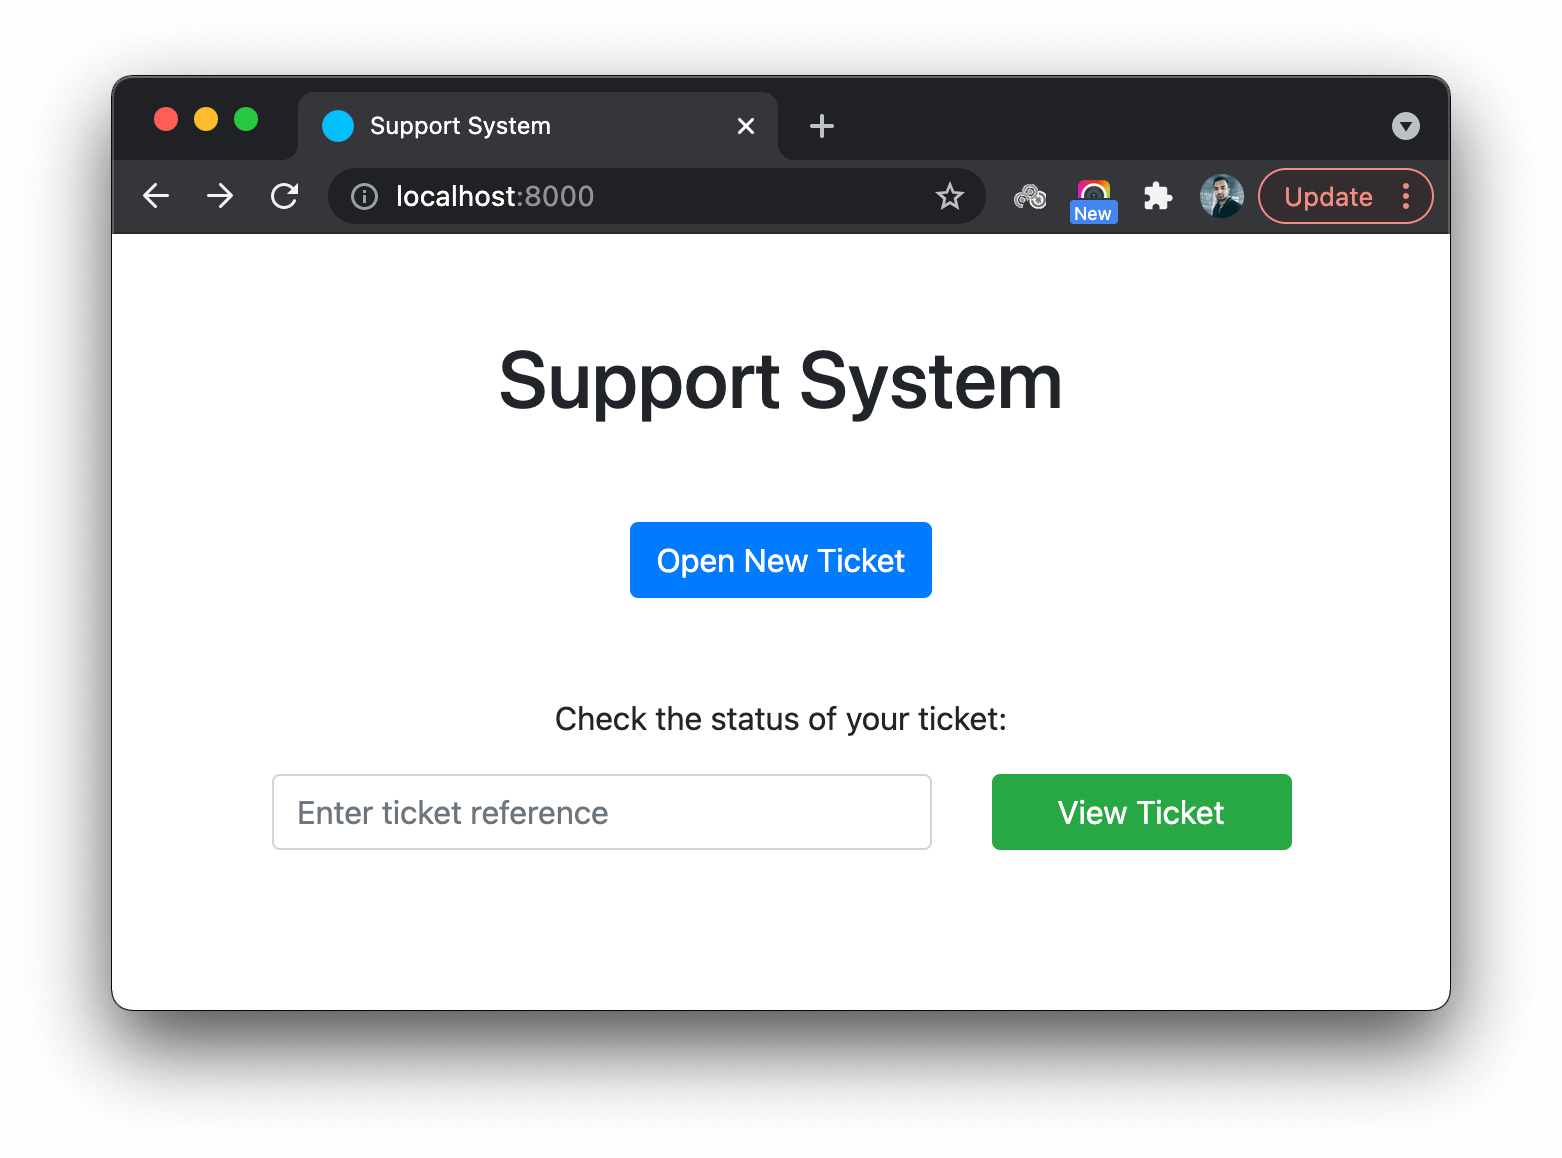 Support System
localhost:8000
New
Update
Support System
Open New Ticket
Check the status of your ticket:
Enter ticket reference
View Ticket